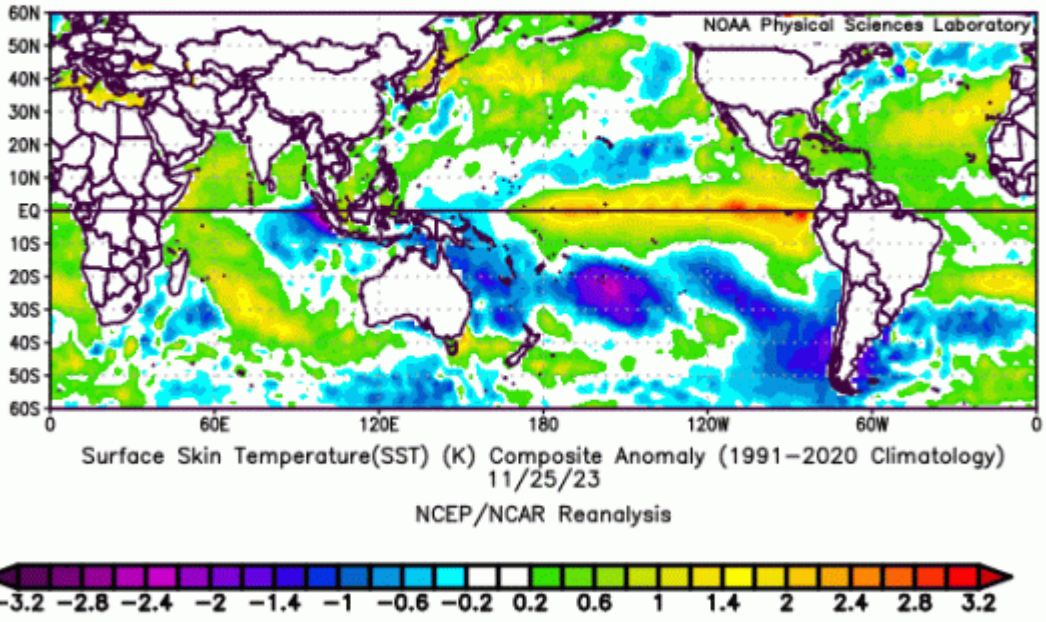 60N
NOAA Physical Sciences Laboratory
50N
40N
30N
20N
10N
EQ
10S
20S
30S
40S
50S
60S
0 60E 120E 180 120W 60W 0
Surface Skin Temperature(SST) (K) Composite Anomaly (1991-2020 Climatology)
11/25/23
NCEP/NCAR Reanalysis
-3.2 -2.8 -2.4 -2 -1.4 -1 -0.6 -0.2 0.2 0.6 1 1.4 2 2.4 2.8 3.2